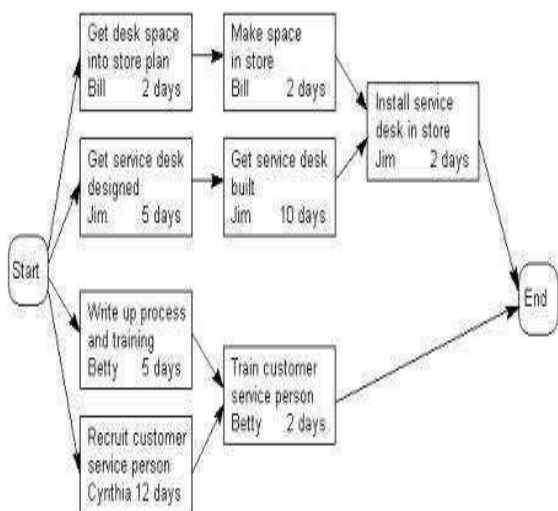 Get desk space
into store plan
Bill 2 days
Make space
in store
Bill 2 days
Install service
desk in store
Jim 2 days
Get service desk
designed
Jim 5 days
Get service desk
built
Jim 10 days
Start
End
Write up process
and training
Betty 5 days
Train customer
service person
Betty 2 days
Recruit customer
service person
Cynthia 12 days